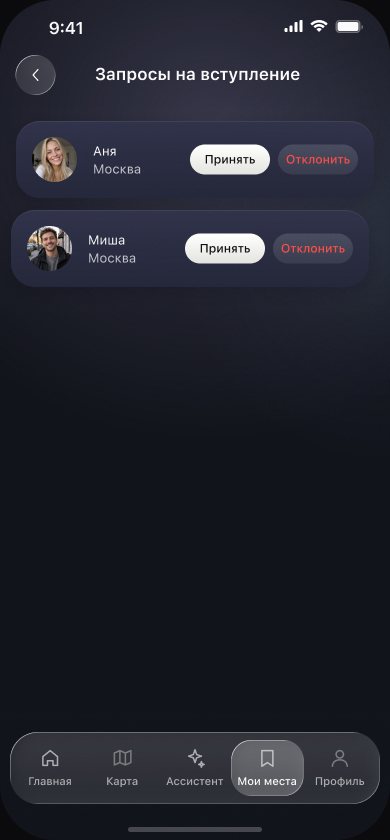 9:41
Запросы на вступление
Аня
Москва
Принять
Отклонить
Миша
Москва
Принять
Отклонить
Главная
Карта
Ассистент
Мои места
Профиль